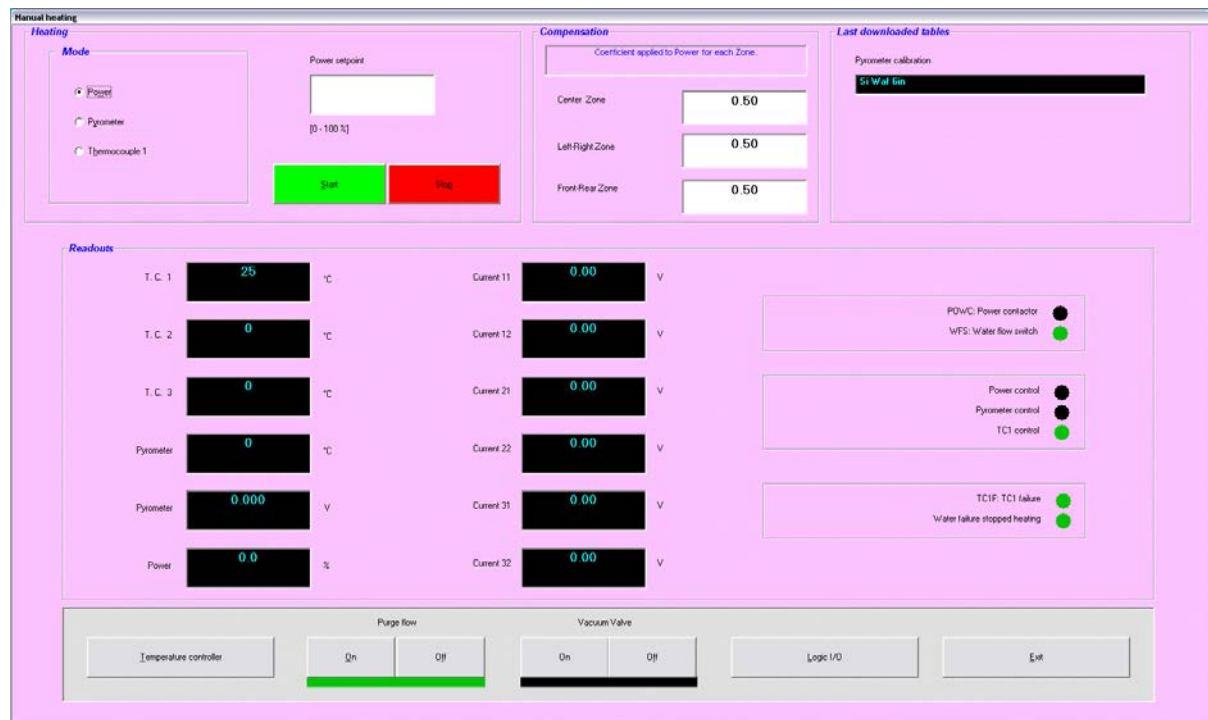 Manual heating
Heating
Mode
Power
Pyrometer
Thermocouple 1
Power setpoint
[0 - 100 %]
Start
Stop
Compensation
Coefficient applied to Power for each Zone.
Center Zone
0.50
Left-Right Zone
0.50
Front-Rear Zone
0.50
Last downloaded tables
Pyrometer calibration
Si Waf 6in
Readouts
T. C. 1
25
°C
T. C. 2
0
°C
T. C. 3
0
°C
Pyrometer
0
°C
Pyrometer
0.000
V
Power
0.0
%
Current 11
0.00
V
Current 12
0.00
V
Current 21
0.00
V
Current 22
0.00
V
Current 31
0.00
V
Current 32
0.00
V
POWC: Power contactor
WFS: Water flow switch
Power control
Pyrometer control
TC1 control
TC1F: TC1 failure
Water failure stopped heating
Temperature controller
Purge flow
On
Off
Vacuum Valve
On
Off
Logic I/O
Exit